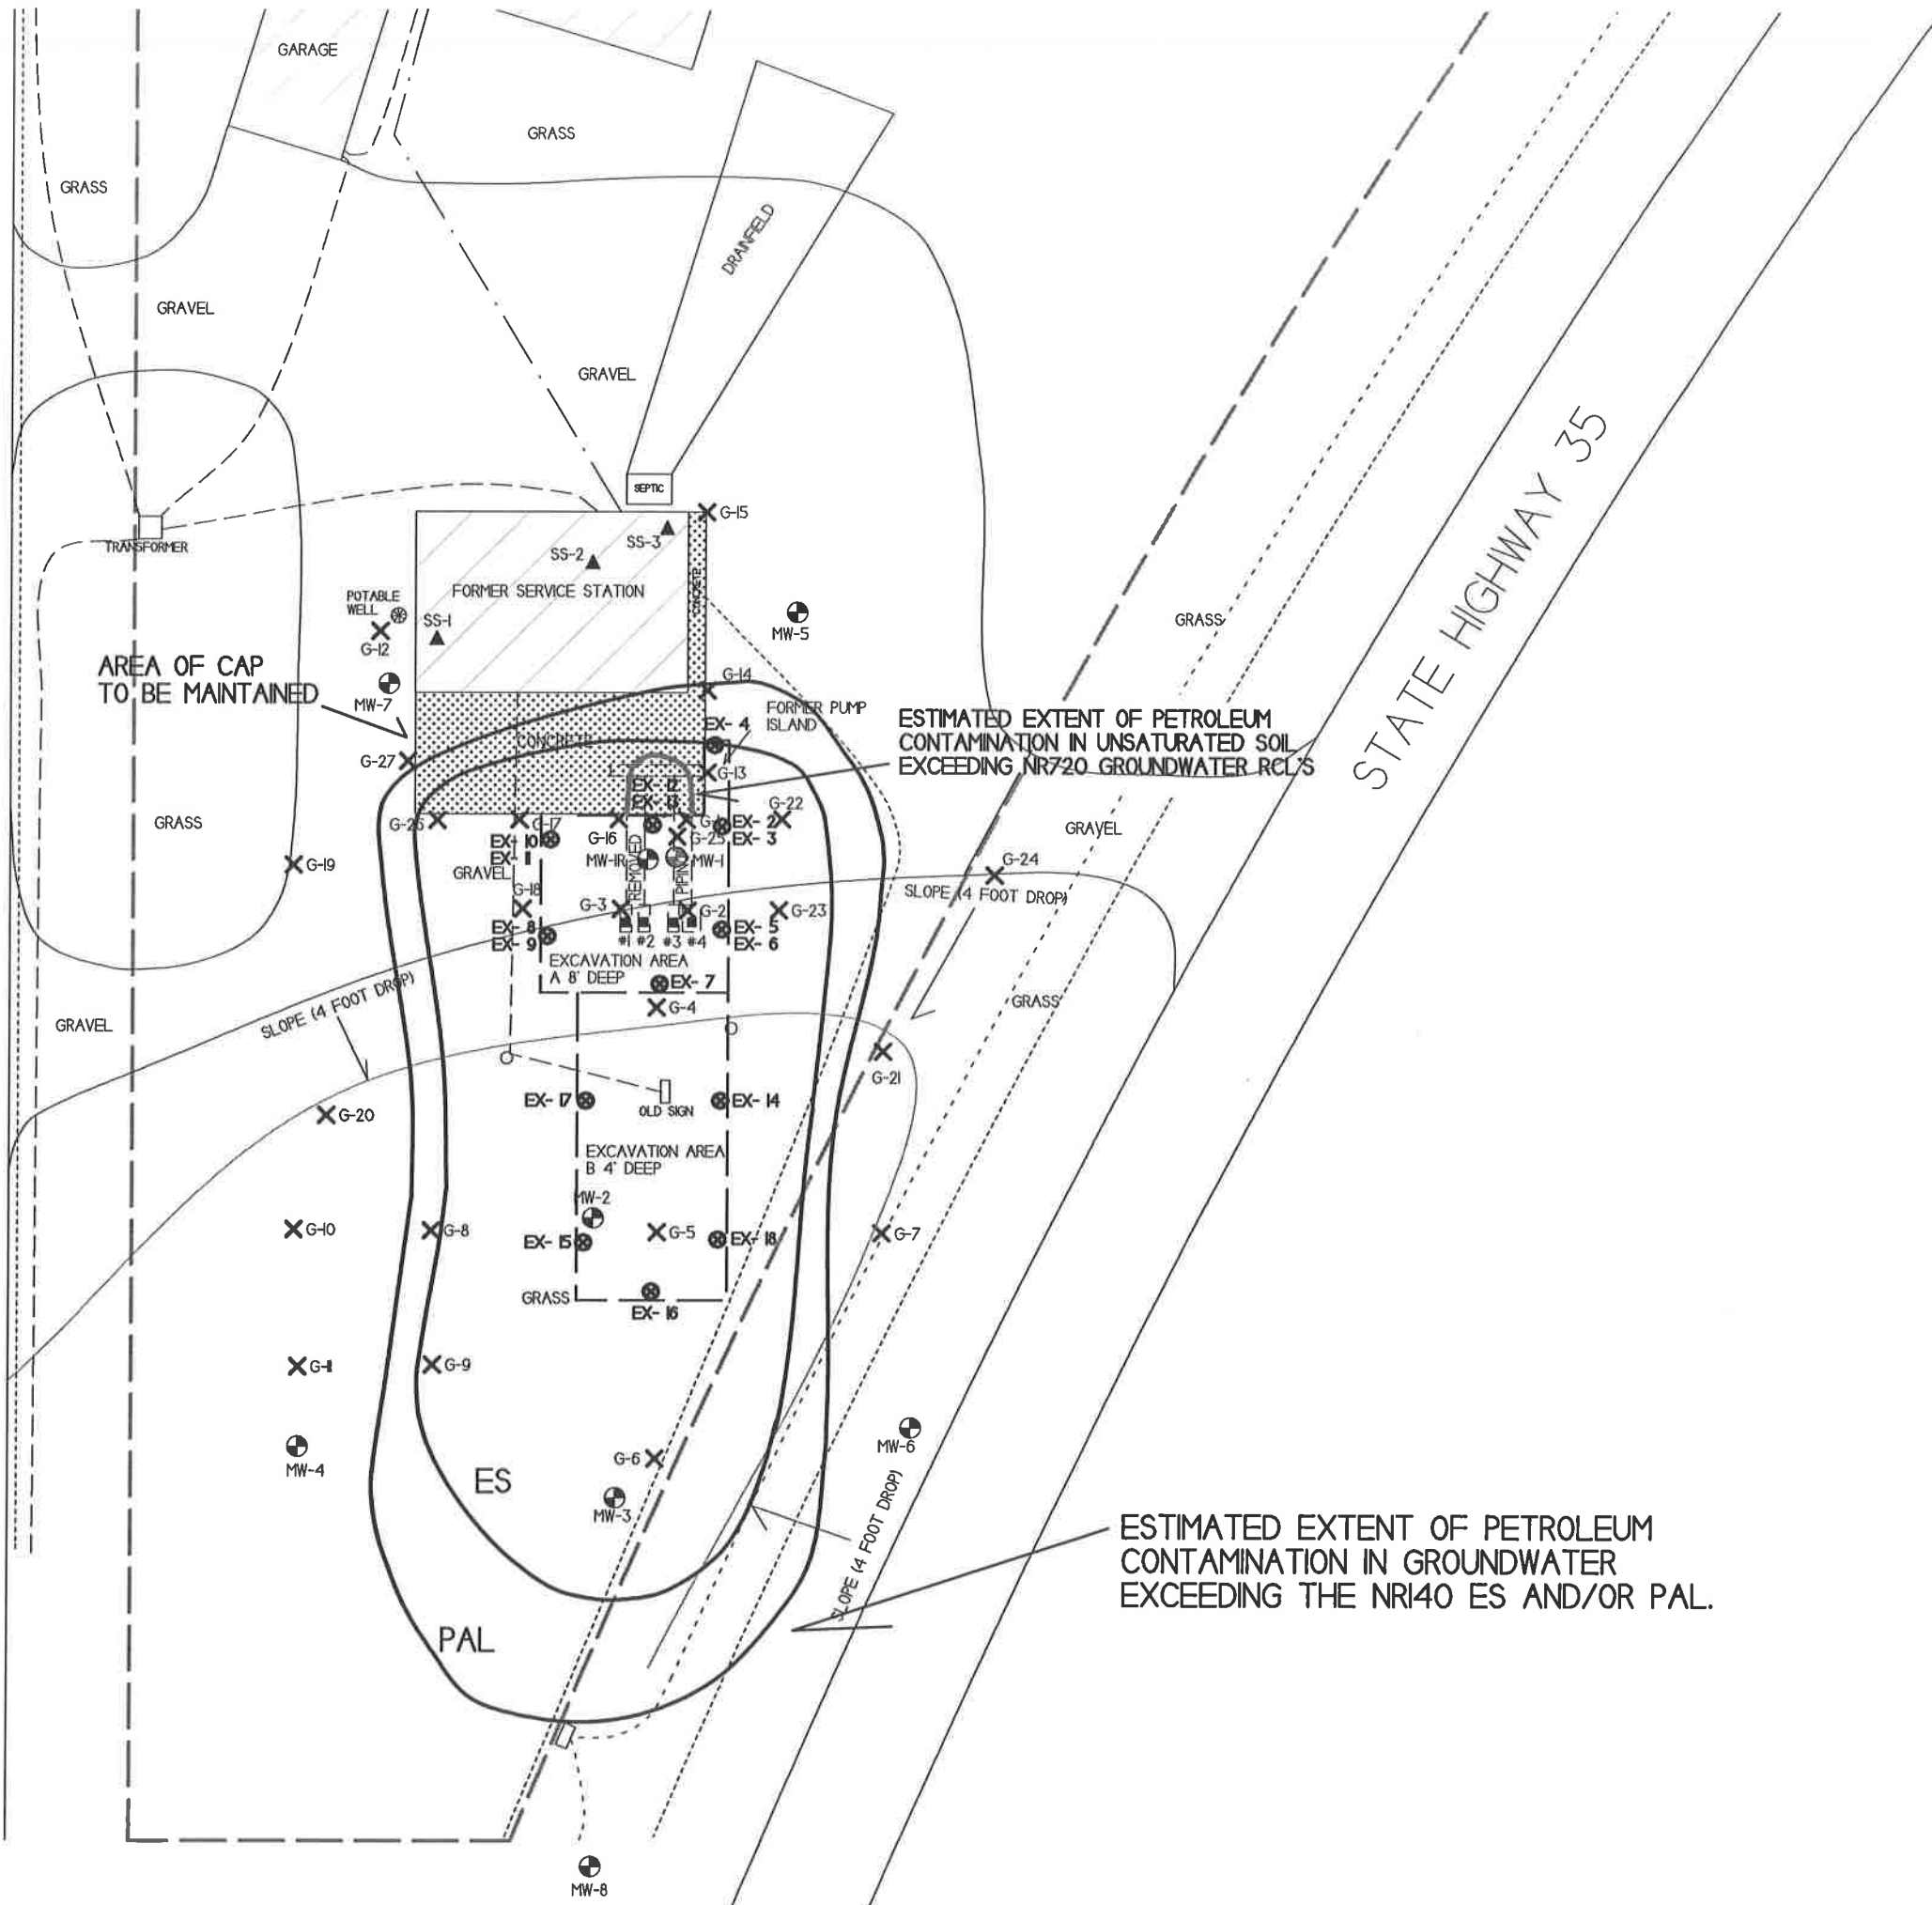 GARAGE
GRASS
GRASS
DRAINFIELD
GRAVEL
GRAVEL
SEPTIC
G-15
TRANSFORMER
SS-3
SS-2
FORMER SERVICE STATION
CONCRETE
POTABLE
WELL
SS-1
G-12
MW-5
GRASS
STATE HIGHWAY 35
AREA OF CAP
TO BE MAINTAINED
MW-7
G-14
FORMER PUMP
ISLAND
EX- 4
ESTIMATED EXTENT OF PETROLEUM
CONTAMINATION IN UNSATURATED SOIL
EXCEEDING NR720 GROUNDWATER RCL'S
CONCRETE
G-27
G-13
EX- 12
EX- 13
G-22
GRASS
G-26
G-17
G-16
EX- 2
EX- 3
G-25
GRAVEL
EX- 10
EX- 11
MW-1R
MW-1
REMOVED
PIPING
G-19
GRAVEL
G-24
G-18
SLOPE (4 FOOT DROP)
G-3
G-2
G-23
EX- 8
EX- 9
#1 #2 #3 #4
EX- 5
EX- 6
EXCAVATION AREA
A 8' DEEP
EX- 7
G-4
SLOPE (4 FOOT DROP)
GRASS
GRAVEL
G-21
EX- 17
OLD SIGN
EX- 14
G-20
EXCAVATION AREA
B 4' DEEP
MW-2
G-10
G-8
G-5
G-7
EX- 15
EX- 18
GRASS
EX- 16
G-11
G-9
MW-6
MW-4
G-6
ES
MW-3
SLOPE (4 FOOT DROP)
ESTIMATED EXTENT OF PETROLEUM
CONTAMINATION IN GROUNDWATER
EXCEEDING THE NR140 ES AND/OR PAL.
PAL
MW-8